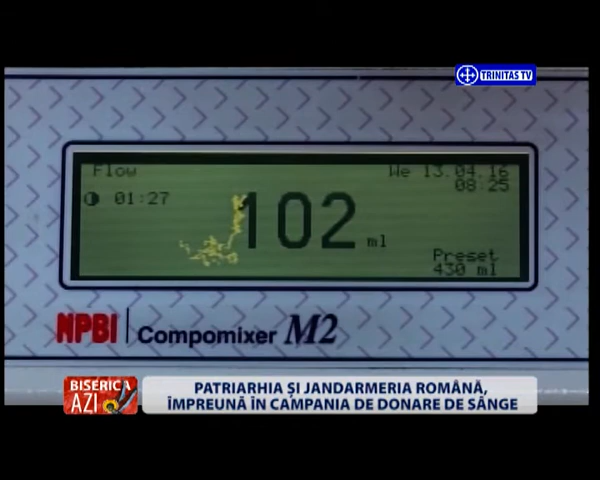 TRINITAS TV
Flow
We 13.04.16
08:25
01:27
102 ml
Preset
430 ml
NPBI Compomixer M2
BISERICA
AZI
PATRIARHIA ȘI JANDARMERIA ROMÂNĂ,
ÎMPREUNĂ ÎN CAMPANIA DE DONARE DE SÂNGE